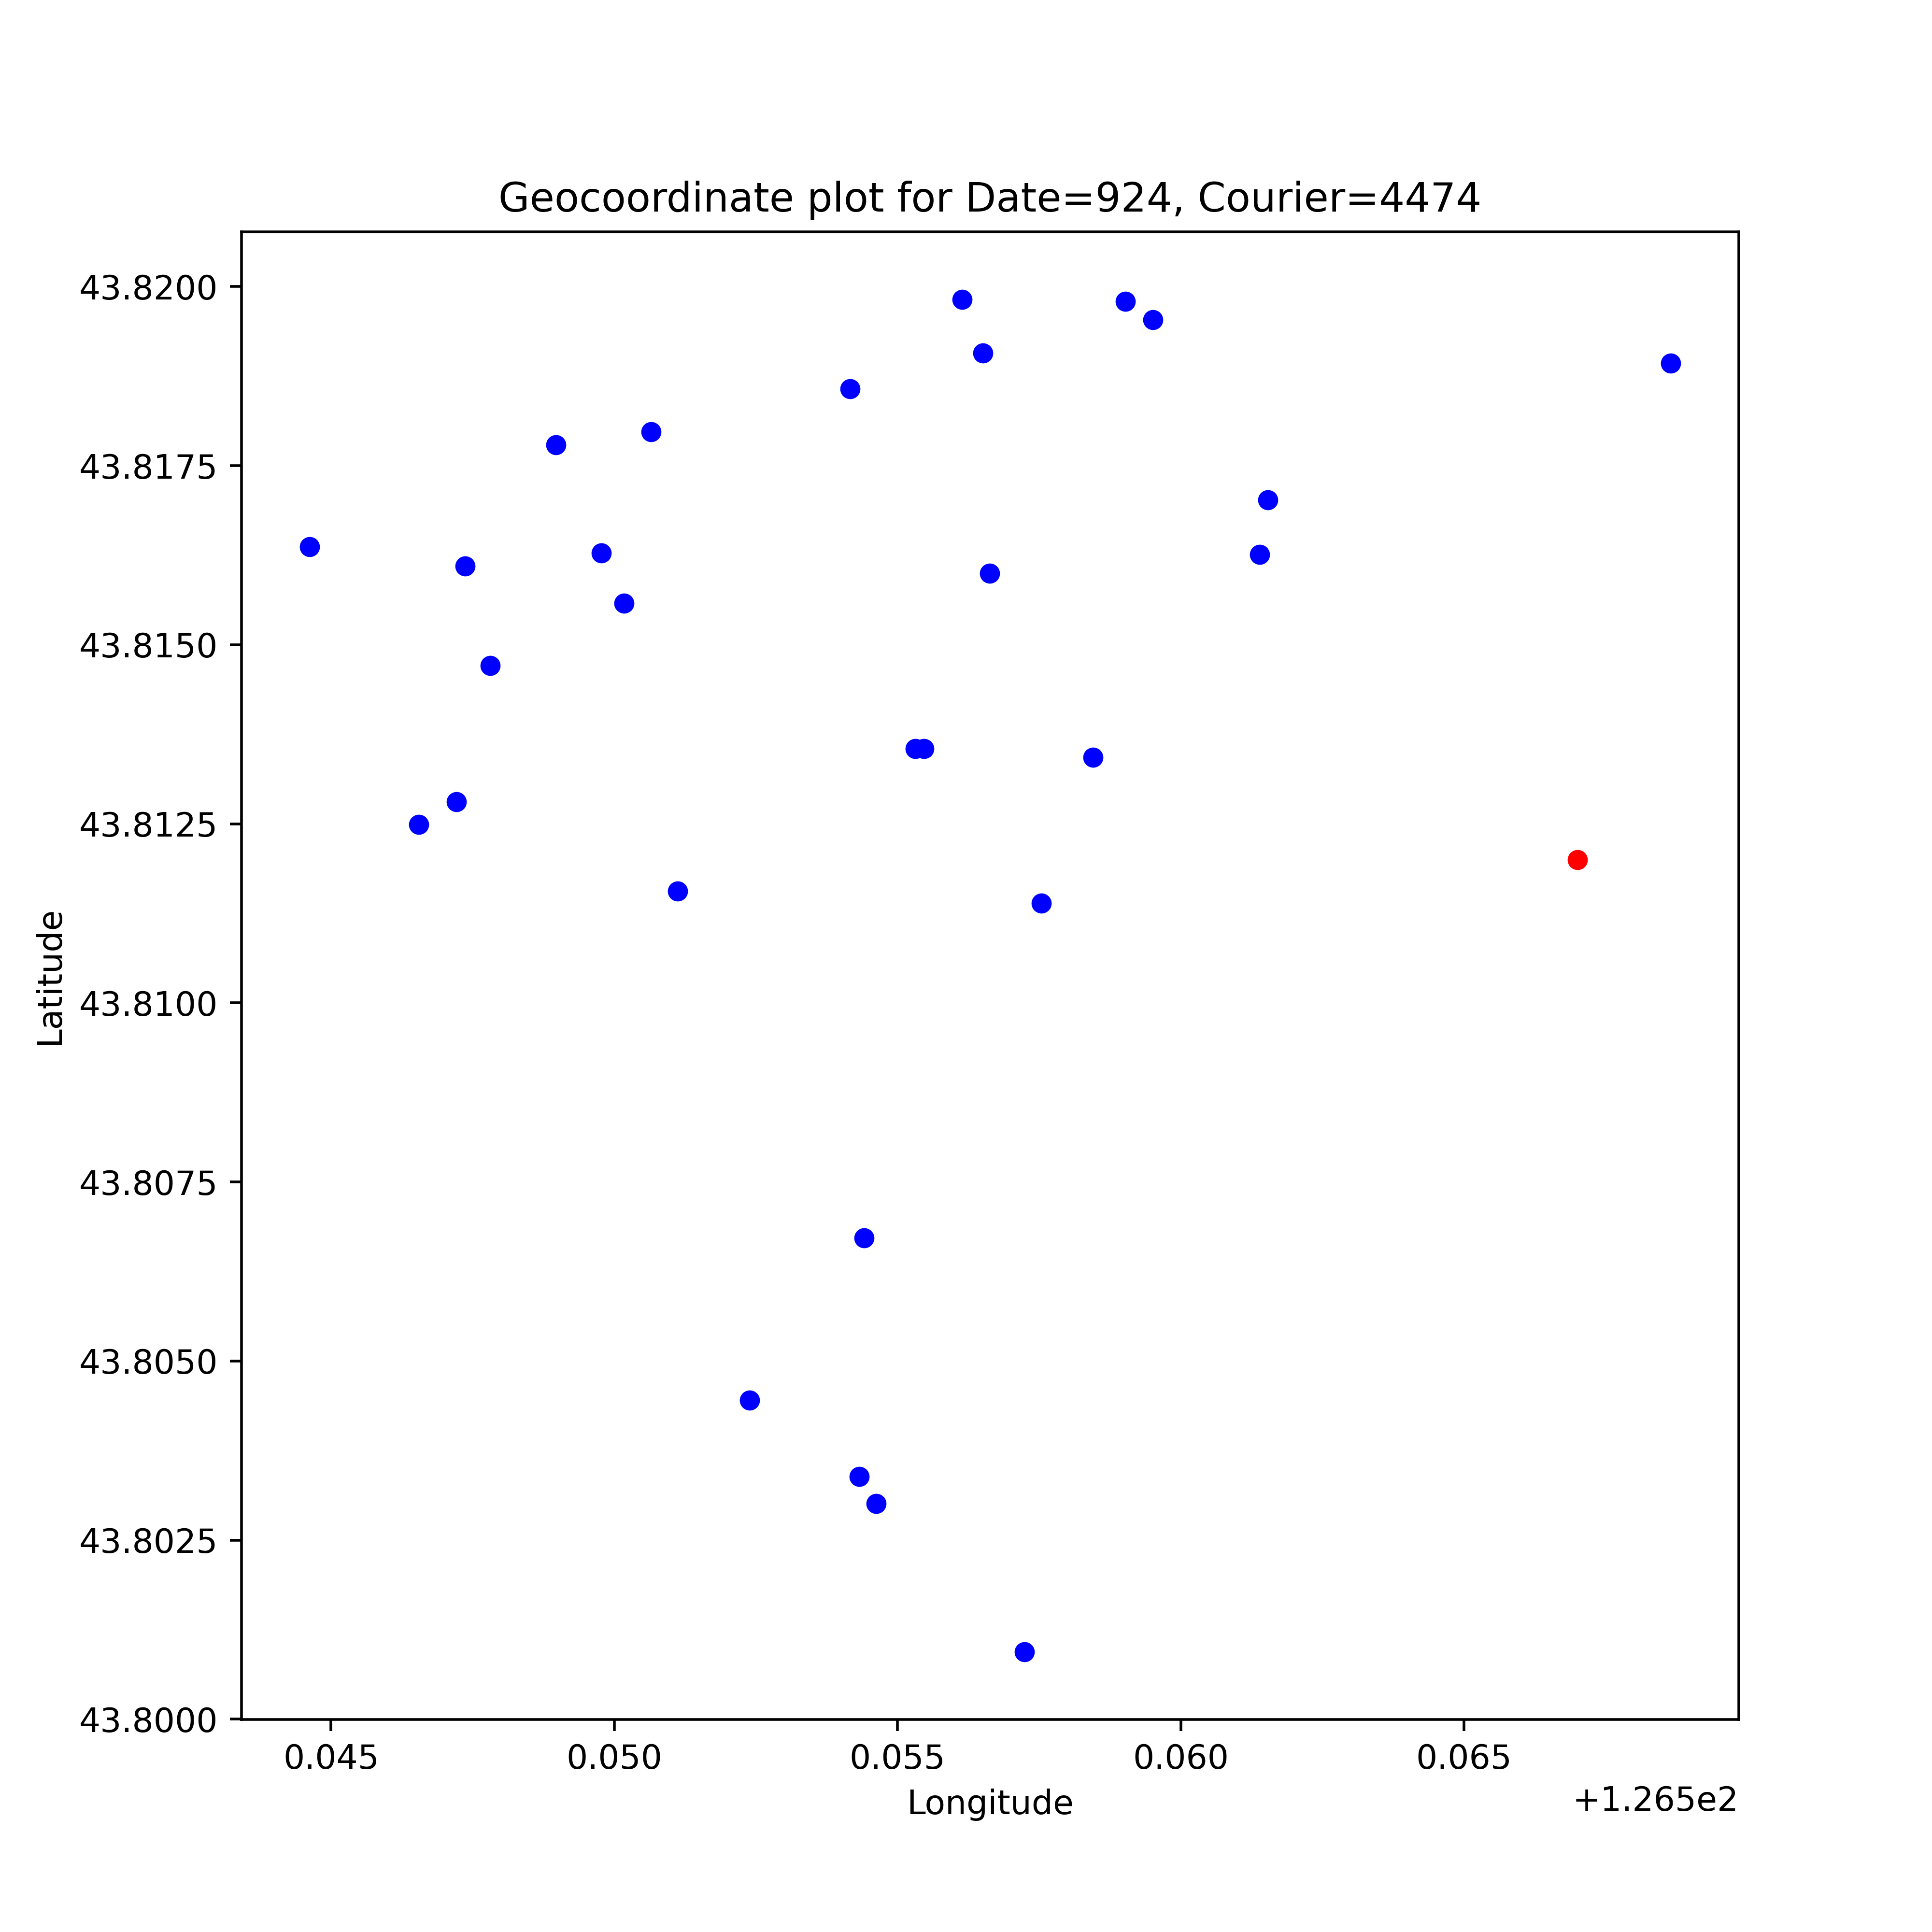 Geocoordinate plot for Date=924, Courier=4474
43.8200
43.8175
43.8150
43.8125
43.8100
43.8075
43.8050
43.8025
43.8000
Latitude
0.045 0.050 0.055 0.060 0.065
Longitude
+1.265e2